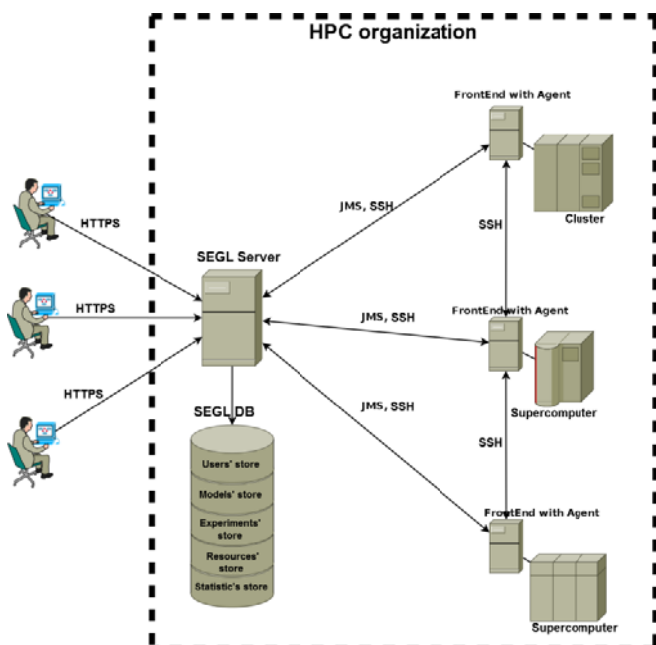 HPC organization
FrontEnd with Agent
Cluster
JMS, SSH
SSH
HTTPS
SEGL Server
HTTPS
JMS, SSH
FrontEnd with Agent
Supercomputer
HTTPS
JMS, SSH
SSH
SEGL DB
Users' store
Models' store
Experiments'
store
Resources'
store
Statistic's store
FrontEnd with Agent
Supercomputer